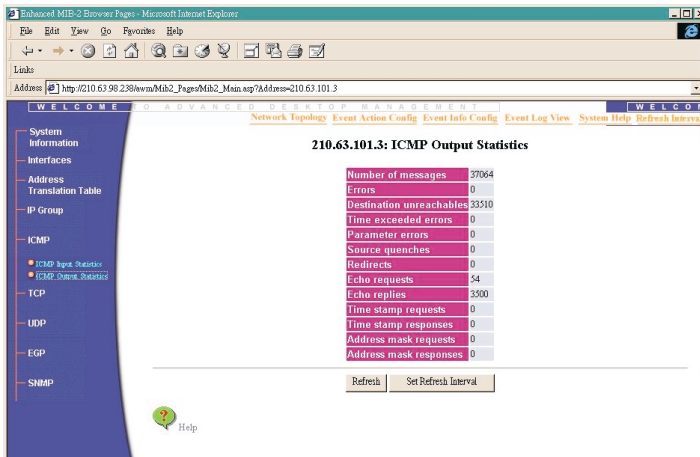 Enhanced MIB-2 Browser Pages - Microsoft Internet Explorer
File Edit View Go Favorites Help
Links
Address http://210.63.98.238/awm/Mib2_Pages/Mib2_Main.asp?Address=210.63.101.3
WELCOME TO ADVANCED DESKTOP MANAGEMENT WELCO
Network Topology Event Action Config Event Info Config Event Log View System Help Refresh Interva
System Information
Interfaces
Address Translation Table
IP Group
ICMP
ICMP Input Statistics
ICMP Output Statistics
TCP
UDP
EGP
SNMP
210.63.101.3: ICMP Output Statistics
Number of messages 37064
Errors 0
Destination unreachables 33510
Time exceeded errors 0
Parameter errors 0
Source quenches 0
Redirects 0
Echo requests 54
Echo replies 3500
Time stamp requests 0
Time stamp responses 0
Address mask requests 0
Address mask responses 0
Refresh Set Refresh Interval
Help